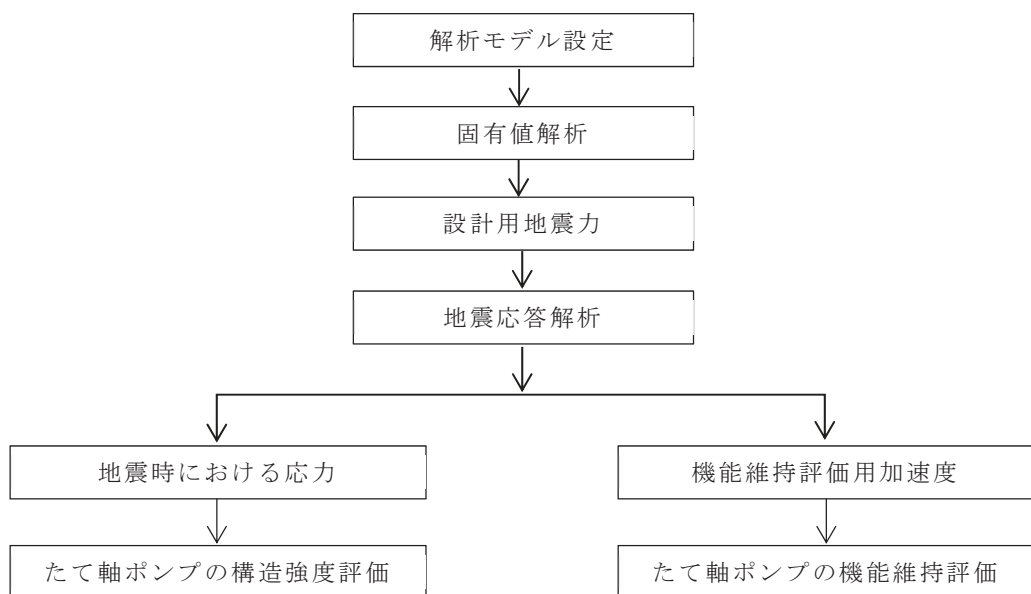 解析モデル設定
固有値解析
設計用地震力
地震応答解析
地震時における応力
機能維持評価用加速度
たて軸ポンプの構造強度評価
たて軸ポンプの機能維持評価